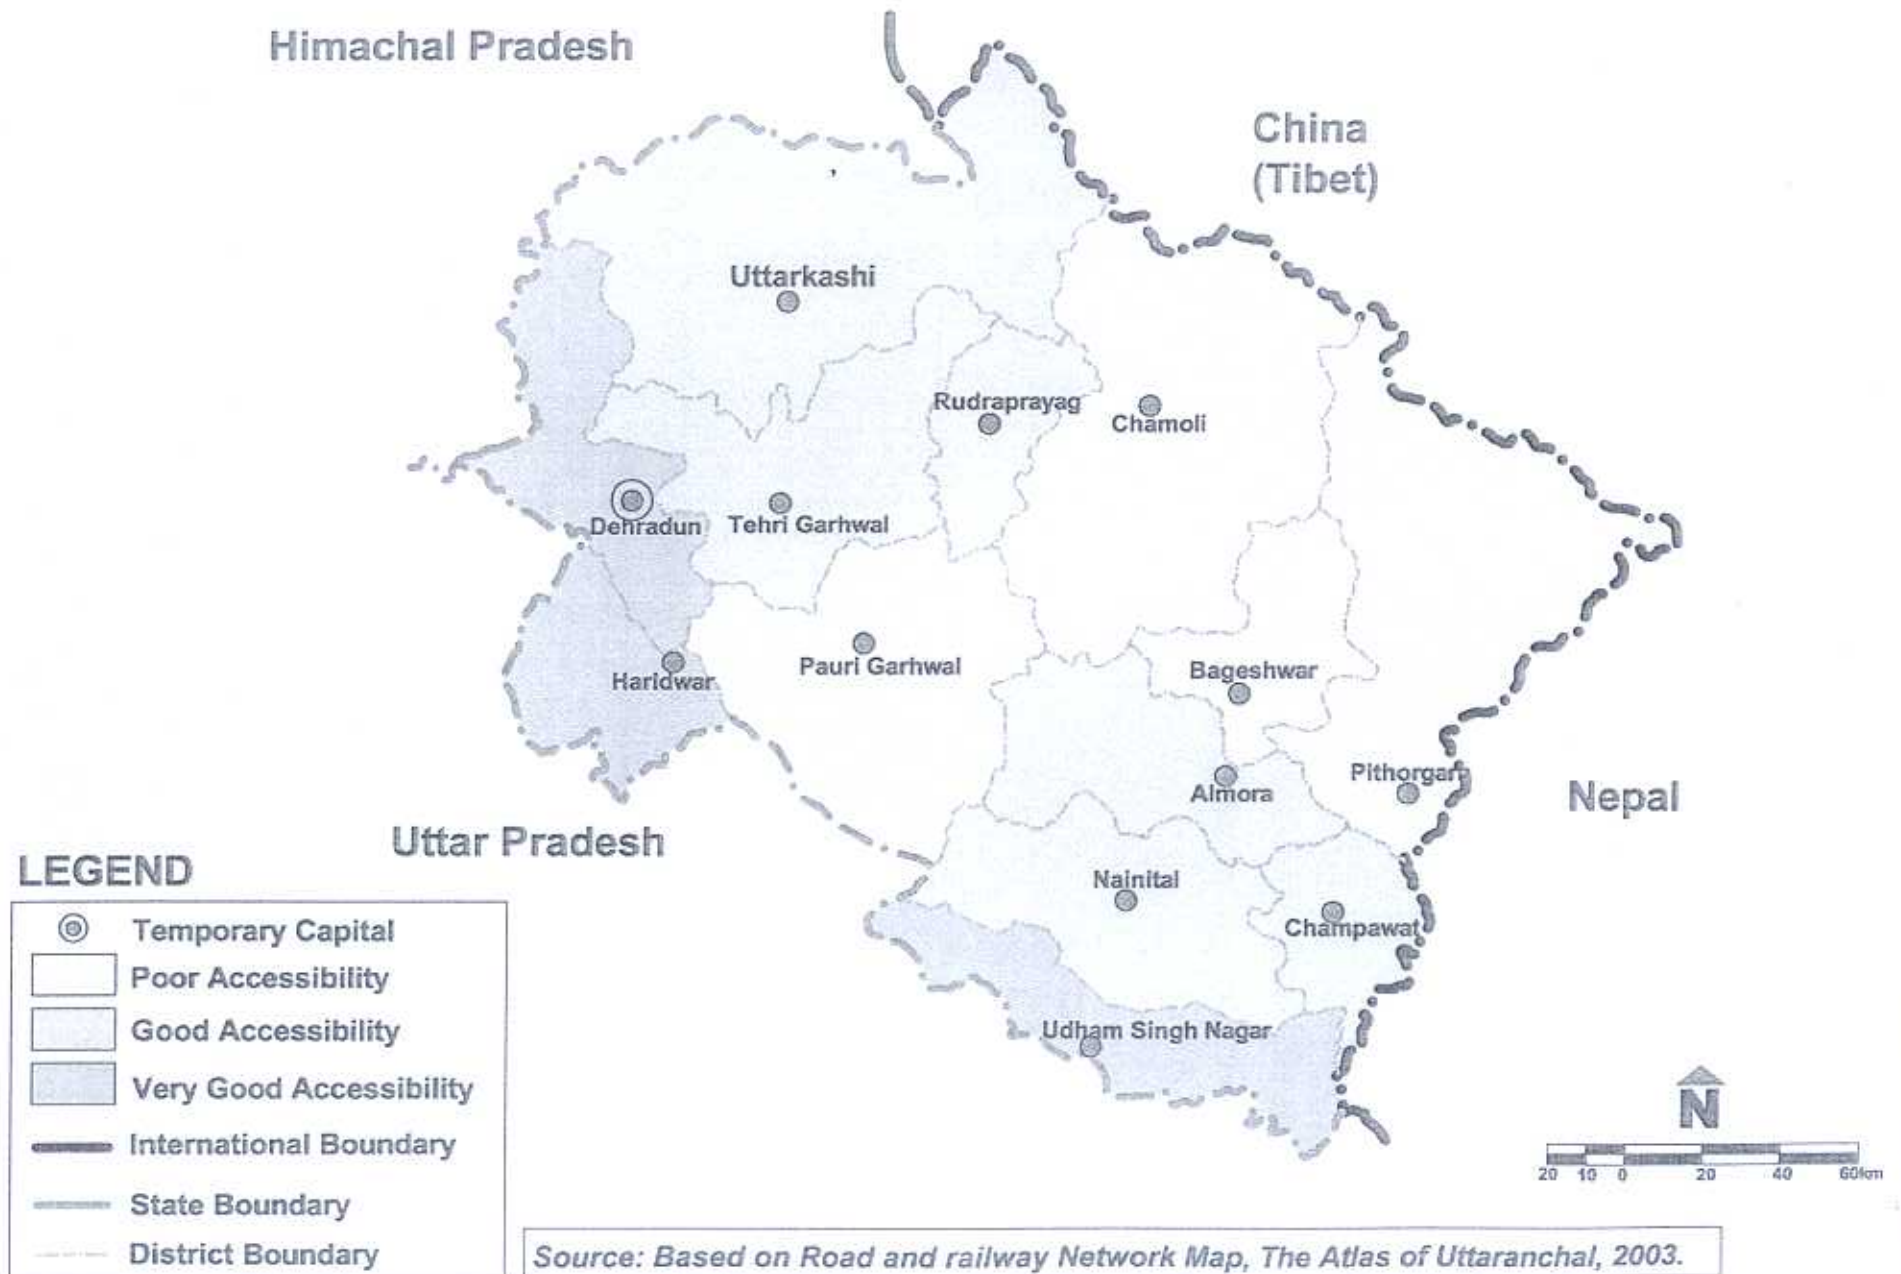 Himachal Pradesh
China
(Tibet)
Uttarkashi
Rudraprayag
Chamoli
Dehradun
Tehri Garhwal
Pauri Garhwal
Haridwar
Bageshwar
Almora
Pithorgarh
Nepal
Uttar Pradesh
Nainital
Champawat
Udham Singh Nagar
LEGEND
Temporary Capital
Poor Accessibility
Good Accessibility
Very Good Accessibility
International Boundary
State Boundary
District Boundary
N
20 10 0 20 40 60km
Source: Based on Road and railway Network Map, The Atlas of Uttaranchal, 2003.